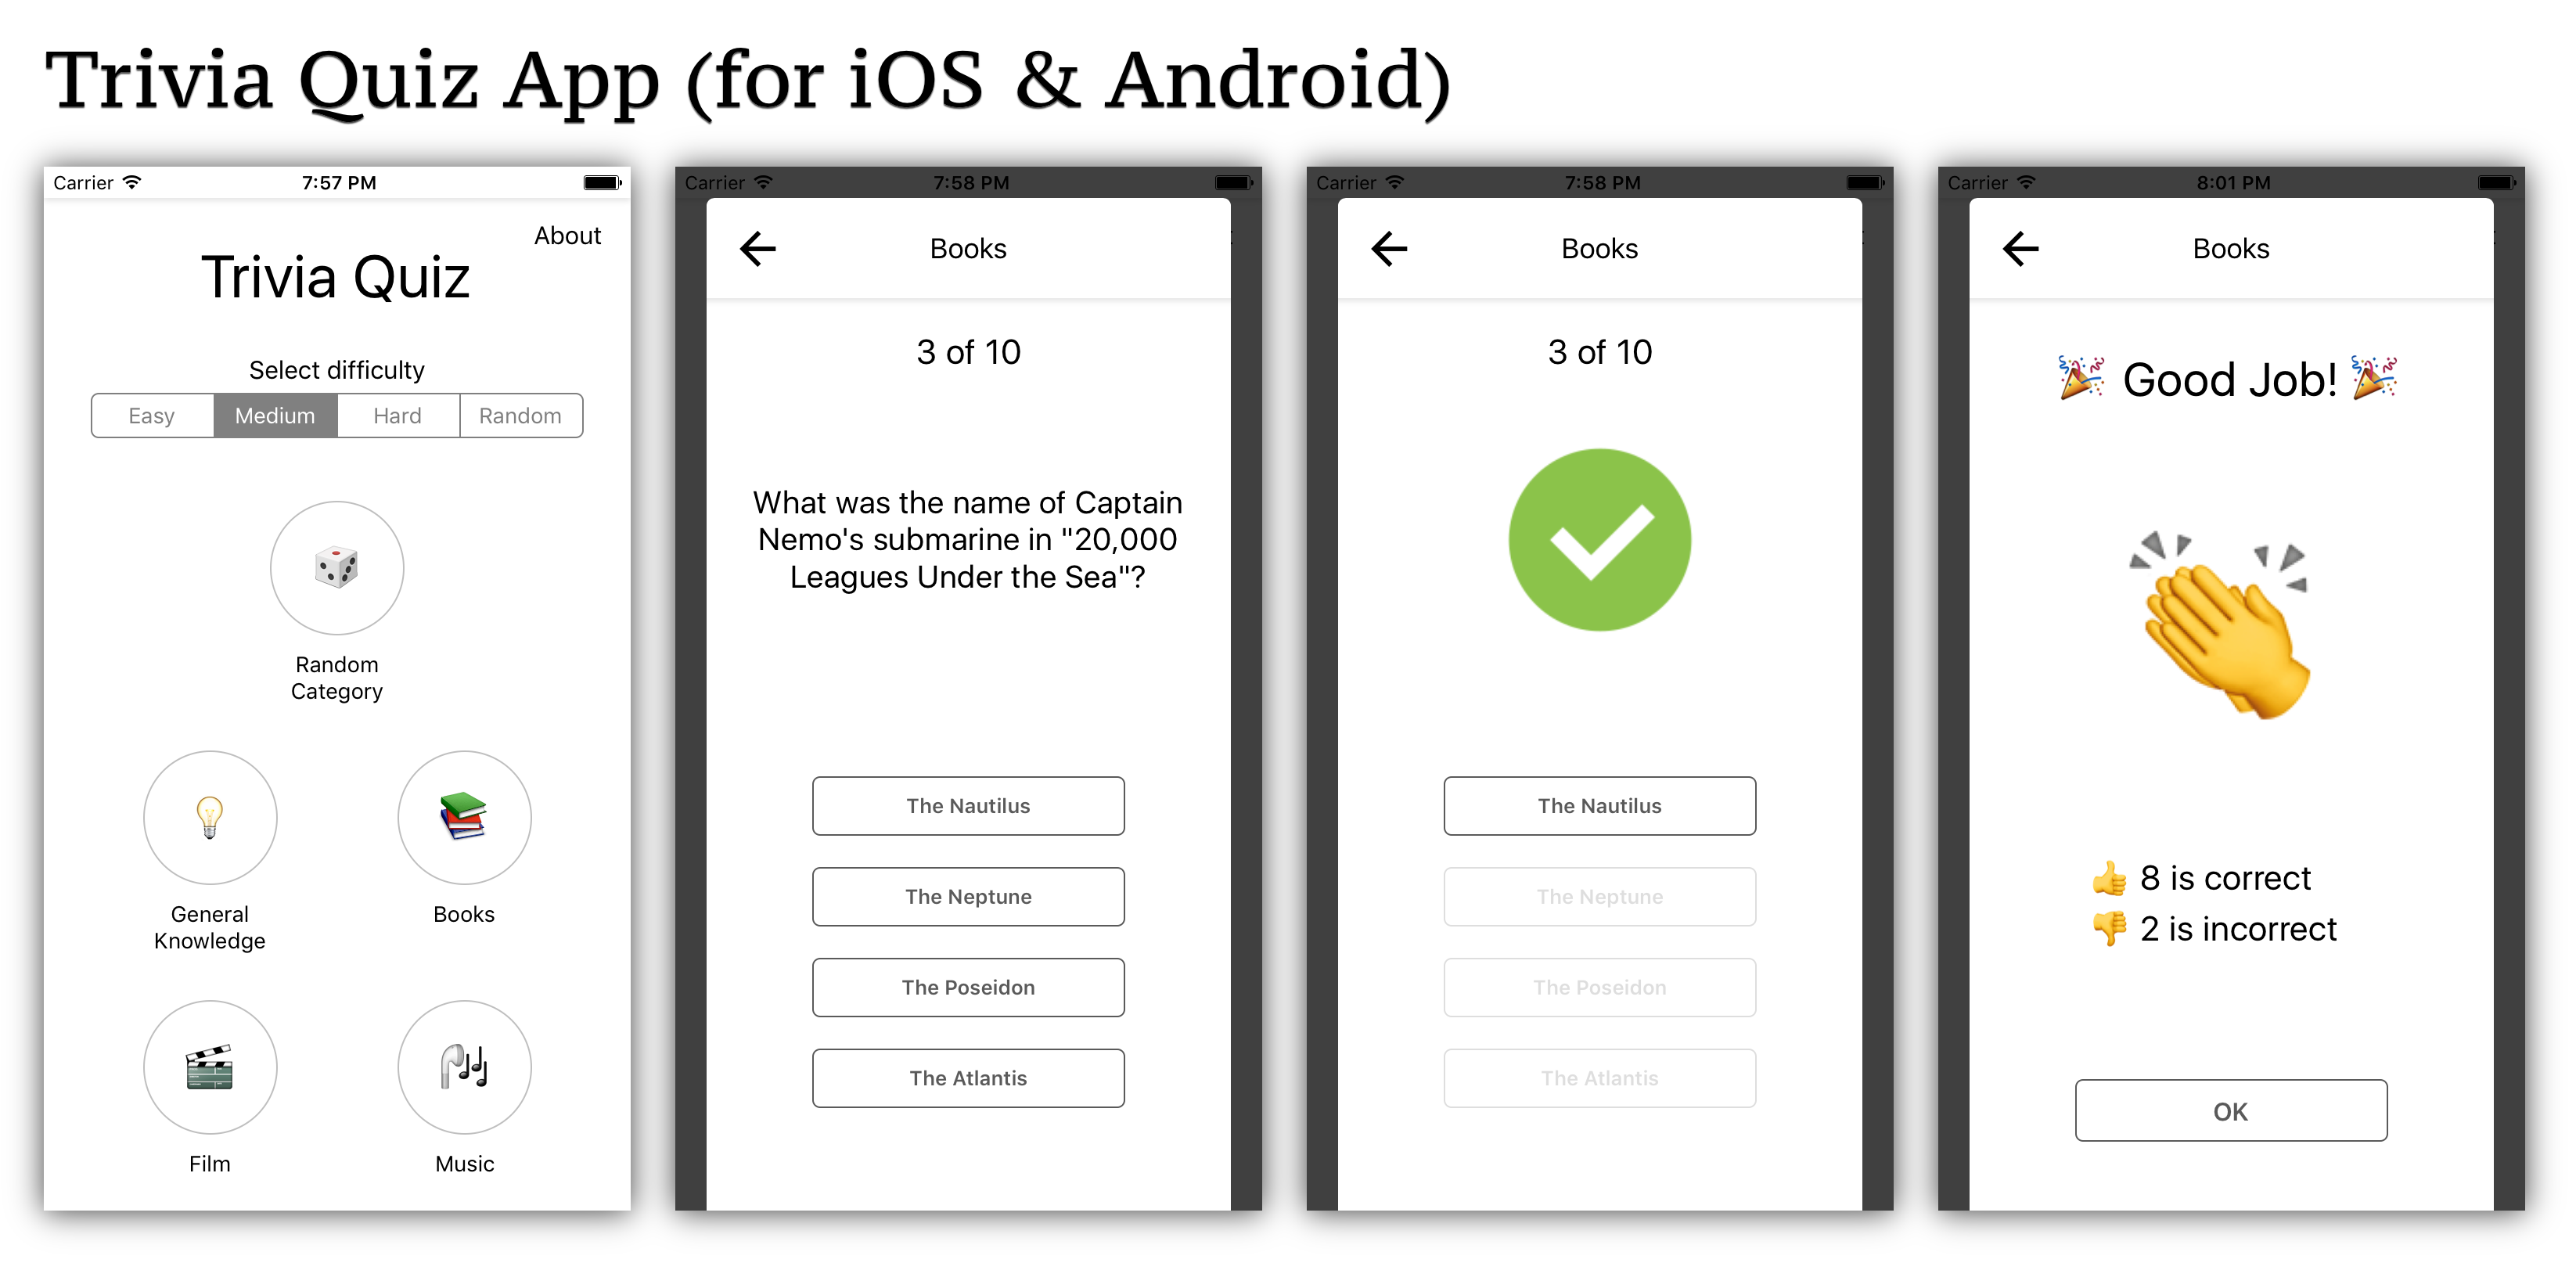 Trivia Quiz App (for iOS & Android)
Carrier
7:57 PM
About
Trivia Quiz
Select difficulty
Easy
Medium
Hard
Random
Random
Category
General
Knowledge
Books
Film
Music
Carrier
7:58 PM
Books
3 of 10
What was the name of Captain
Nemo's submarine in "20,000
Leagues Under the Sea"?
The Nautilus
The Neptune
The Poseidon
The Atlantis
Carrier
7:58 PM
Books
3 of 10
The Nautilus
The Neptune
The Poseidon
The Atlantis
Carrier
8:01 PM
Books
Good Job!
8 is correct
2 is incorrect
OK